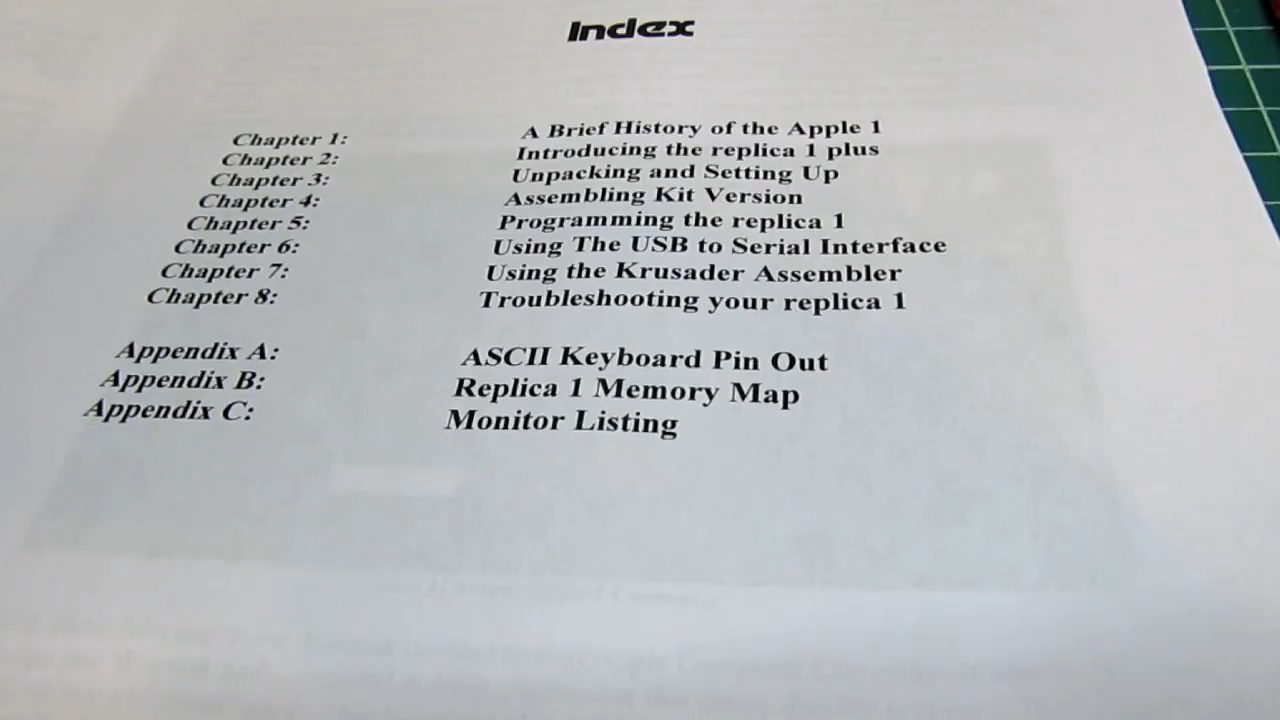 Index
Chapter 1: A Brief History of the Apple 1
Chapter 2: Introducing the replica 1 plus
Chapter 3: Unpacking and Setting Up
Chapter 4: Assembling Kit Version
Chapter 5: Programming the replica 1
Chapter 6: Using The USB to Serial Interface
Chapter 7: Using the Krusader Assembler
Chapter 8: Troubleshooting your replica 1
Appendix A: ASCII Keyboard Pin Out
Appendix B: Replica 1 Memory Map
Appendix C: Monitor Listing